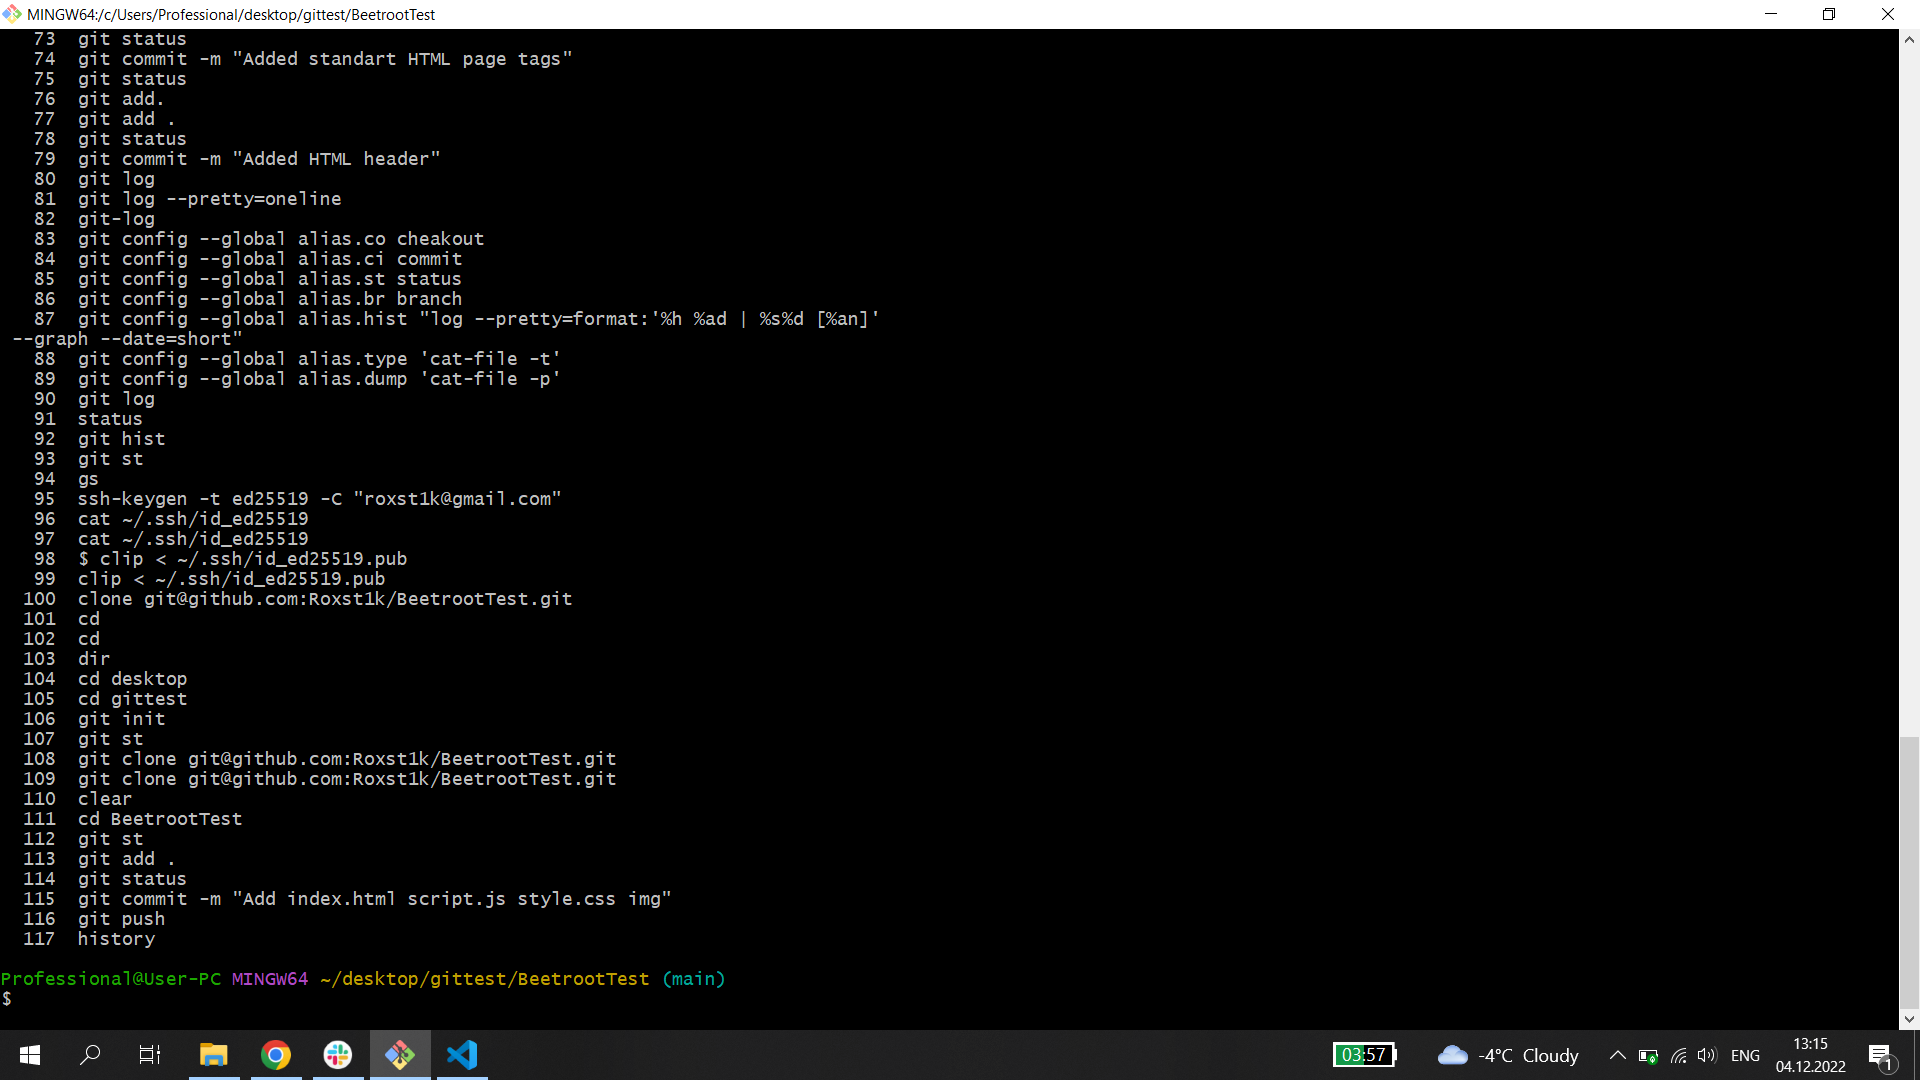 MINGW64:/c/Users/Professional/desktop/gittest/BeetrootTest
73 git status
74 git commit -m "Added standart HTML page tags"
75 git status
76 git add.
77 git add .
78 git status
79 git commit -m "Added HTML header"
80 git log
81 git log --pretty=oneline
82 git-log
83 git config --global alias.co cheakout
84 git config --global alias.ci commit
85 git config --global alias.st status
86 git config --global alias.br branch
87 git config --global alias.hist "log --pretty=format:'%h %ad | %s%d [%an]'
--graph --date=short"
88 git config --global alias.type 'cat-file -t'
89 git config --global alias.dump 'cat-file -p'
90 git log
91 status
92 git hist
93 git st
94 gs
95 ssh-keygen -t ed25519 -C "roxst1k@gmail.com"
96 cat ~/.ssh/id_ed25519
97 cat ~/.ssh/id_ed25519
98 $ clip < ~/.ssh/id_ed25519.pub
99 clip < ~/.ssh/id_ed25519.pub
100 clone git@github.com:Roxst1k/BeetrootTest.git
101 cd
102 cd
103 dir
104 cd desktop
105 cd gittest
106 git init
107 git st
108 git clone git@github.com:Roxst1k/BeetrootTest.git
109 git clone git@github.com:Roxst1k/BeetrootTest.git
110 clear
111 cd BeetrootTest
112 git st
113 git add .
114 git status
115 git commit -m "Add index.html script.js style.css img"
116 git push
117 history
Professional@User-PC MINGW64 ~/desktop/gittest/BeetrootTest (main)
$
03:57
-4°C Cloudy
ENG
13:15
04.12.2022
1